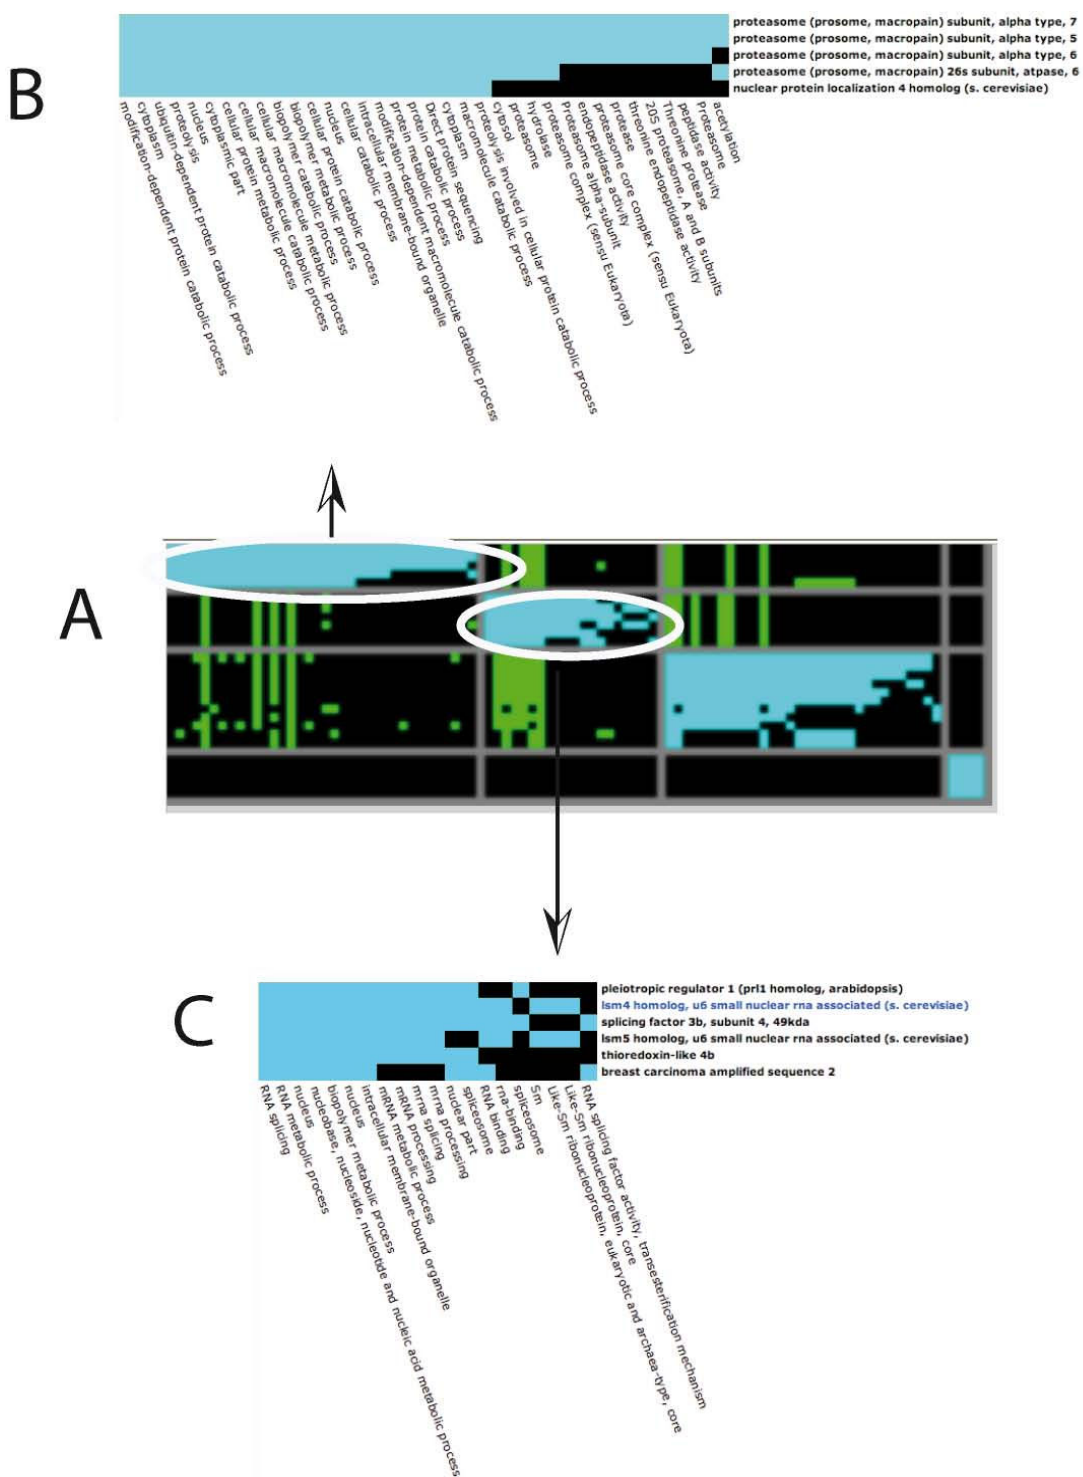 B
proteasome (prosome, macropain) subunit, alpha type, 7
proteasome (prosome, macropain) subunit, alpha type, 5
proteasome (prosome, macropain) subunit, alpha type, 6
proteasome (prosome, macropain) 26s subunit, atpase, 6
nuclear protein localization 4 homolog (s. cerevisiae)
modification-dependent protein catabolic process
cytoplasm
ubiquitin-dependent protein catabolic process
proteolysis
nucleus
cytoplasmic part
cellular protein metabolic process
cellular macromolecule catabolic process
cellular macromolecule metabolic process
biopolymer catabolic process
biopolymer metabolic process
cellular protein catabolic process
nucleus
cellular catabolic process
intracellular membrane-bound organelle
modification-dependent macromolecule catabolic process
protein metabolic process
protein catabolic process
Direct protein sequencing
cytoplasm
macromolecule catabolic process
proteolysis involved in cellular protein catabolic process
cytosol
proteasome
hydrolase
proteasome complex (sensu Eukaryota)
Proteasome alpha-subunit
endopeptidase activity
proteasome core complex (sensu Eukaryota)
protease
threonine endopeptidase activity
20S proteasome, A and B subunits
Threonine protease
peptidase activity
Proteasome
acetylation
A
C
pleiotropic regulator 1 (prl1 homolog, arabidopsis)
lsm4 homolog, u6 small nuclear rna associated (s. cerevisiae)
splicing factor 3b, subunit 4, 49kda
lsm5 homolog, u6 small nuclear rna associated (s. cerevisiae)
thioredoxin-like 4b
breast carcinoma amplified sequence 2
RNA splicing
RNA metabolic process
nucleus
nucleobase, nucleoside, nucleotide and nucleic acid metabolic process
biopolymer metabolic process
nucleus
intracellular membrane-bound organelle
mRNA metabolic process
mRNA processing
mrna splicing
mrna processing
nuclear part
spliceosome
RNA binding
rna-binding
spliceosome
Sm
Like-Sm ribonucleoprotein, eukaryotic and archaea-type, core
Like-Sm ribonucleoprotein, core
RNA splicing factor activity, transesterification mechanism